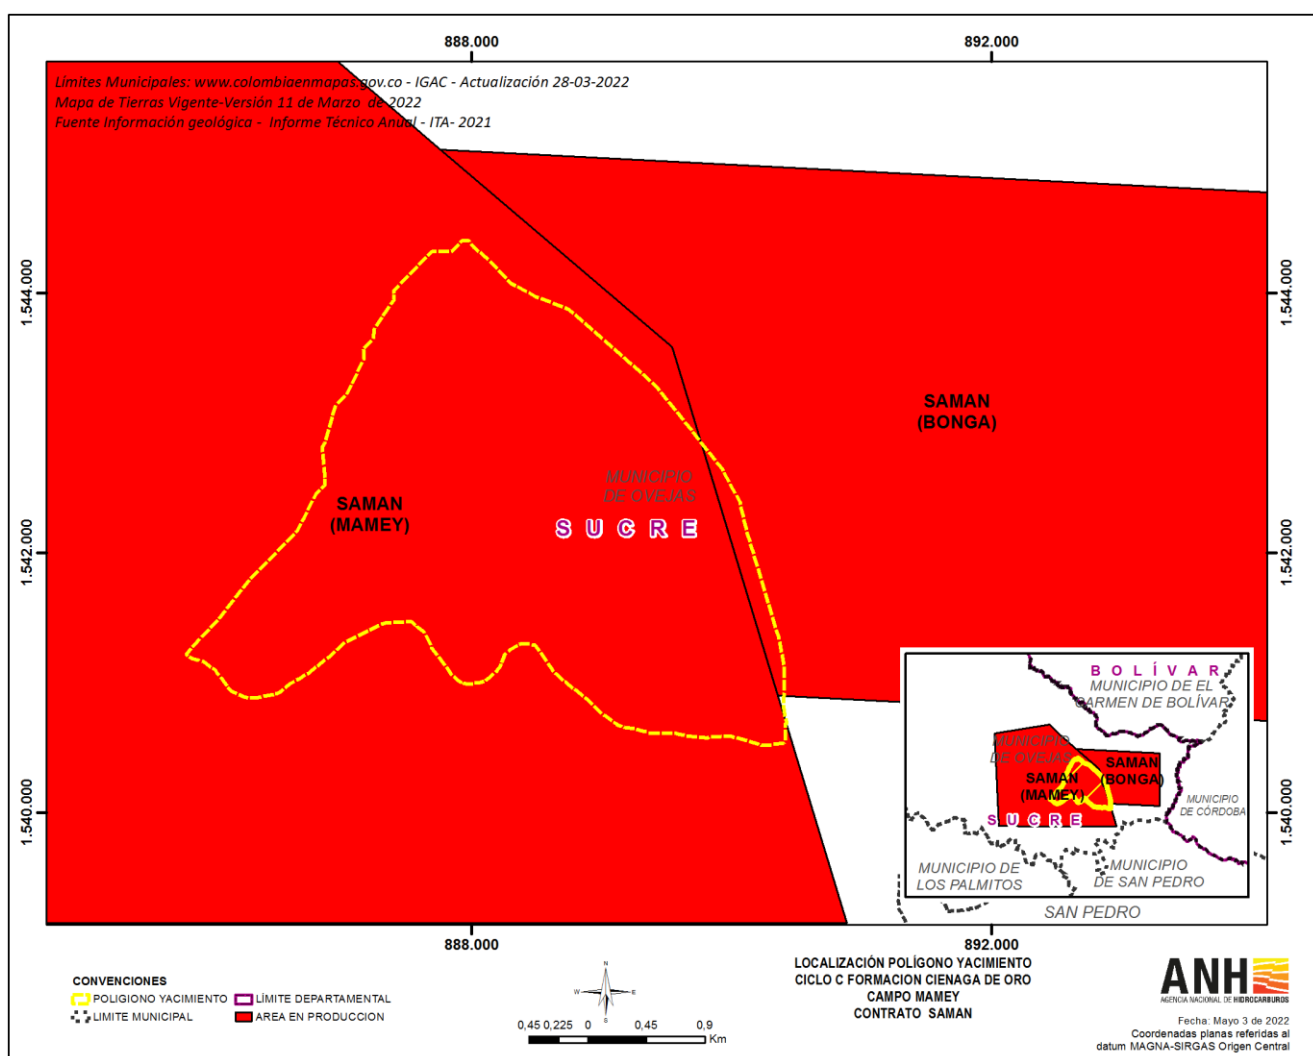 888.000
892.000
Limites Municipales: www.colombiaenmapas.gov.co - IGAC - Actualización 28-03-2022
Mapa de Tierras Vigente-Versión 11 de Marzo de 2022
Fuente Información geológica - Informe Técnico Anual - ITA- 2021
1.544.000
1.544.000
SAMAN
(BONGA)
MUNICIPIO
DE OVEJAS
SAMAN
(MAMEY)
SUCRE
1.542.000
1.542.000
BOLÍVAR
MUNICIPIO DE EL
CARMEN DE BOLÍVAR
MUNICIPIO
DE OVEJAS
SAMAN
(BONGA)
SAMAN
(MAMEY)
MUNICIPIO
DE CÓRDOBA
SUCRE
1.540.000
1.540.000
MUNICIPIO DE
LOS PALMITOS
MUNICIPIO
DE SAN PEDRO
SAN PEDRO
888.000
892.000
CONVENCIONES
POLIGIONO YACIMIENTO
LÍMITE DEPARTAMENTAL
LIMITE MUNICIPAL
AREA EN PRODUCCION
N
W E
S
0,45 0,225 0 0,45 0,9
Km
LOCALIZACIÓN POLÍGONO YACIMIENTO
CICLO C FORMACION CIENAGA DE ORO
CAMPO MAMEY
CONTRATO SAMAN
ANH
AGENCIA NACIONAL DE HIDROCARBUROS
Fecha: Mayo 3 de 2022
Coordenadas planas referidas al
datum MAGNA-SIRGAS Origen Central